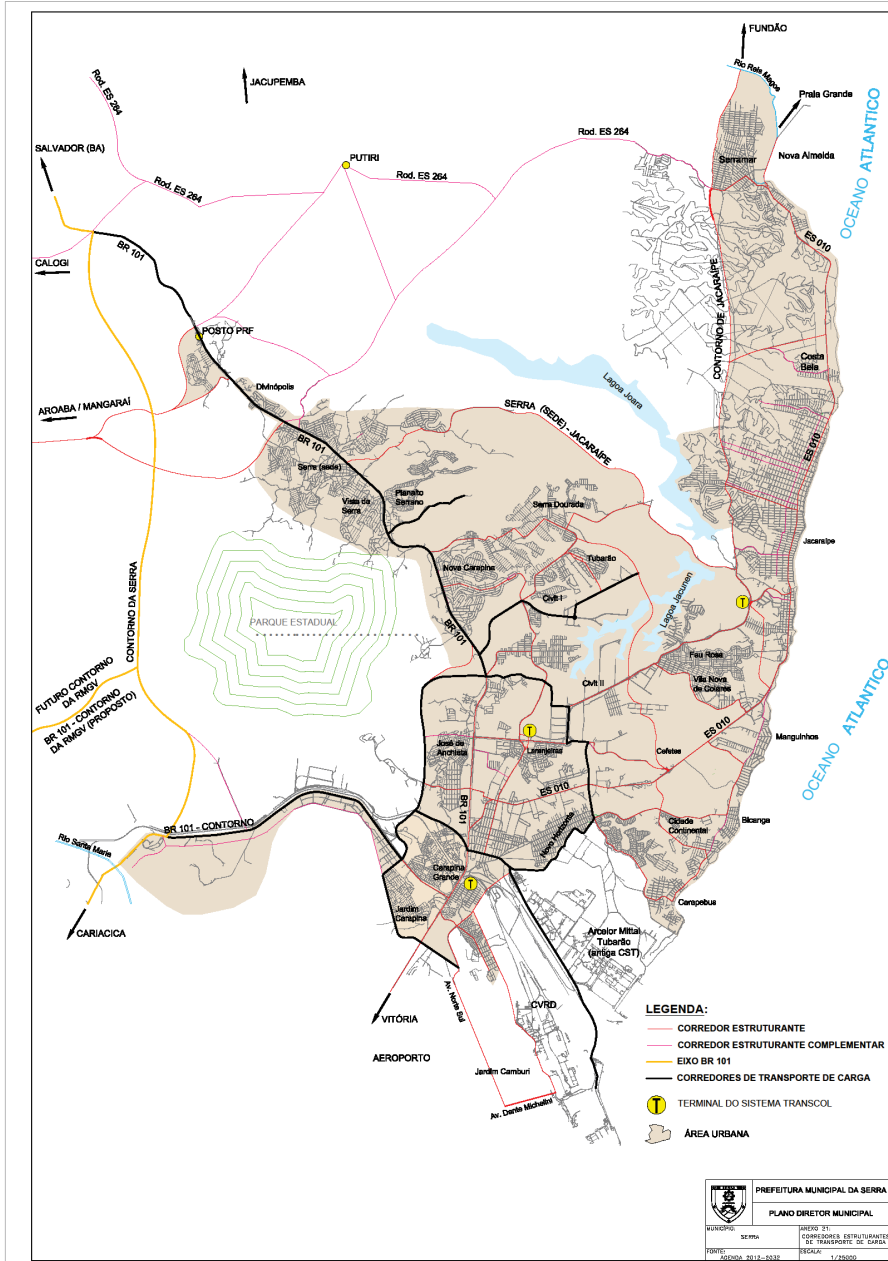 FUNDÃO
Rio Reis Magos
Rod. ES 264
JACUPEMBA
Praia Grande
SALVADOR (BA)
Rod. ES 264
PUTIRI
Serramar
Nova Almeida
Rod. ES 264
Rod. ES 264
OCEANO ATLANTICO
ES 010
BR 101
CALOGI
CONTORNO DE JACARAÍPE
POSTO PRF
Costa
Bela
Lagoa Joara
Divinópolis
AROABA / MANGARAÍ
SERRA (SEDE) - JACARAÍPE
BR 101
ES 010
Serra (sede)
Vista da
Serra
Planalto
Serrano
Serra Dourada
Jacaraípe
Tubarão
Nova Carapina
Civit I
Lagoa Jacunen
CONTORNO DA SERRA
PARQUE ESTADUAL
BR 101
T
Feu Rosa
Civit II
Vila Nova
de Colares
FUTURO CONTORNO
DA RMGV
BR 101 - CONTORNO
DA RMGV (PROPOSTO)
OCEANO ATLANTICO
ES 010
T
José de
Anchieta
Laranjeiras
Manguinhos
Cafetes
ES 010
BR 101
BR 101 - CONTORNO
Rio Santa Maria
Novo Horizonte
Cidade
Continental
Bicanga
Carapina
Grande
T
Jardim
Carapina
Carapebus
CARIACICA
Arcelor Mittal
Tubarão
(antiga CST)
Av. Norte Sul
CVRD
VITÓRIA
AEROPORTO
Jardim Camburi
Av. Dante Michelini
LEGENDA:
CORREDOR ESTRUTURANTE
CORREDOR ESTRUTURANTE COMPLEMENTAR
EIXO BR 101
CORREDORES DE TRANSPORTE DE CARGA
T TERMINAL DO SISTEMA TRANSCOL
ÁREA URBANA
PREFEITURA MUNICIPAL DA SERRA
PLANO DIRETOR MUNICIPAL
MUNICÍPIO:
SERRA
ANEXO 21:
CORREDORES ESTRUTURANTES
DE TRANSPORTE DE CARGA
FONTE:
AGENDA 2012-2032
ESCALA:
1/25000